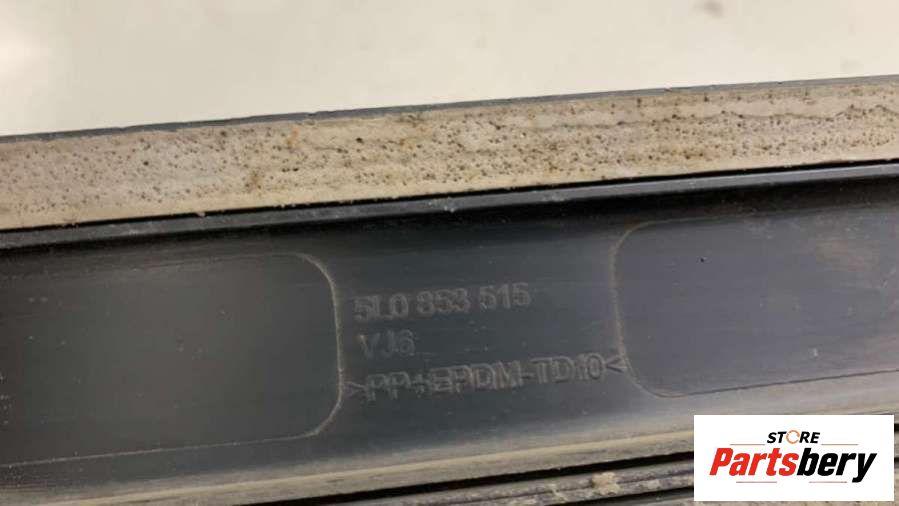 5L0 853 515
VJ6
>PP+EPDM-TD10<
STORE
Partsbery